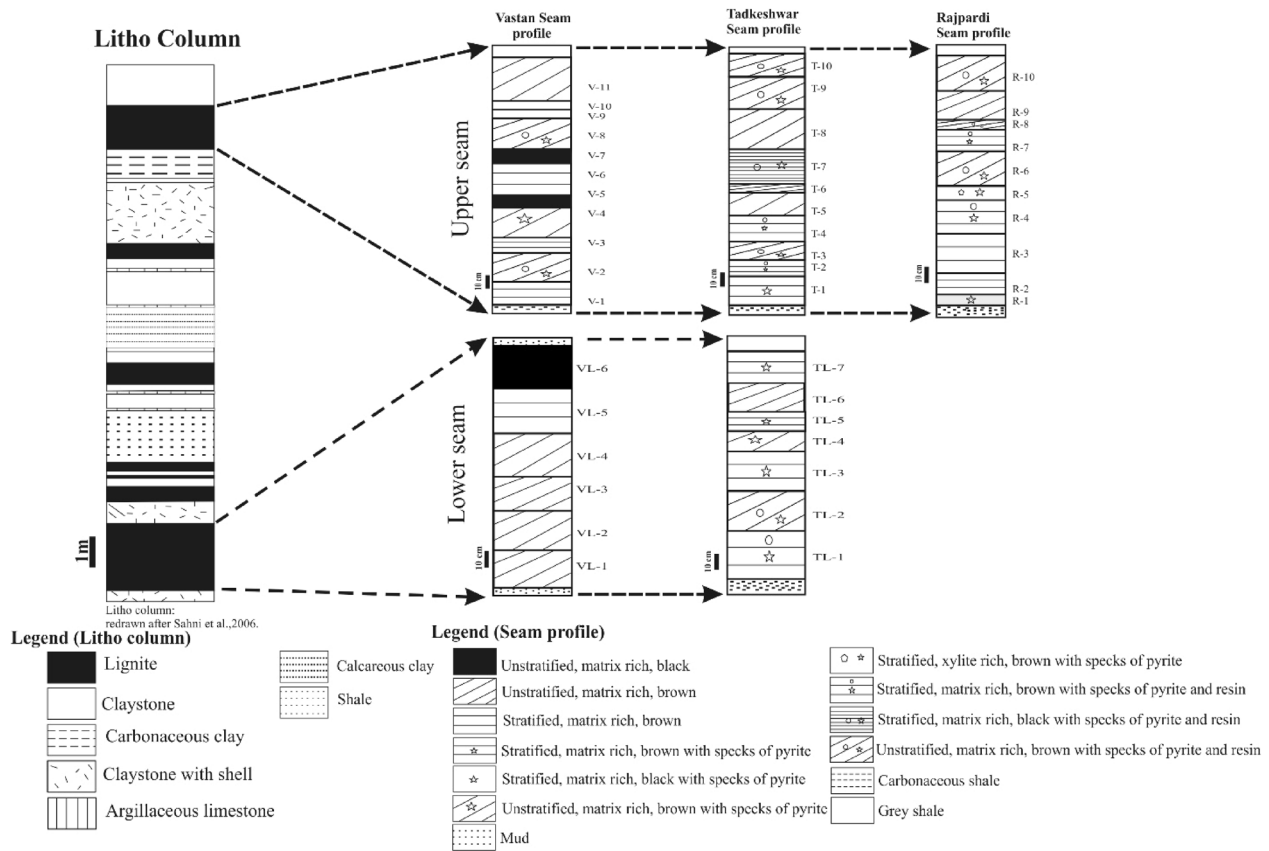 Litho Column
Vastan Seam
profile
Tadkeshwar
Seam profile
Rajpardi
Seam profile
Upper seam
V-11
V-10
V-9
V-8
V-7
V-6
V-5
V-4
V-3
V-2
V-1
10 cm
T-10
T-9
T-8
T-7
T-6
T-5
T-4
T-3
T-2
T-1
10 cm
R-10
R-9
R-8
R-7
R-6
R-5
R-4
R-3
R-2
R-1
10 cm
Lower seam
VL-6
VL-5
VL-4
VL-3
VL-2
VL-1
10 cm
TL-7
TL-6
TL-5
TL-4
TL-3
TL-2
TL-1
10 cm
1m
Litho column:
redrawn after Sahni et al.,2006.
Legend (Litho column)
Lignite
Claystone
Carbonaceous clay
Claystone with shell
Argillaceous limestone
Calcareous clay
Shale
Legend (Seam profile)
Unstratified, matrix rich, black
Unstratified, matrix rich, brown
Stratified, matrix rich, brown
Stratified, matrix rich, brown with specks of pyrite
Stratified, matrix rich, black with specks of pyrite
Unstratified, matrix rich, brown with specks of pyrite
Mud
Stratified, xylite rich, brown with specks of pyrite
Stratified, matrix rich, brown with specks of pyrite and resin
Stratified, matrix rich, black with specks of pyrite and resin
Unstratified, matrix rich, brown with specks of pyrite and resin
Carbonaceous shale
Grey shale